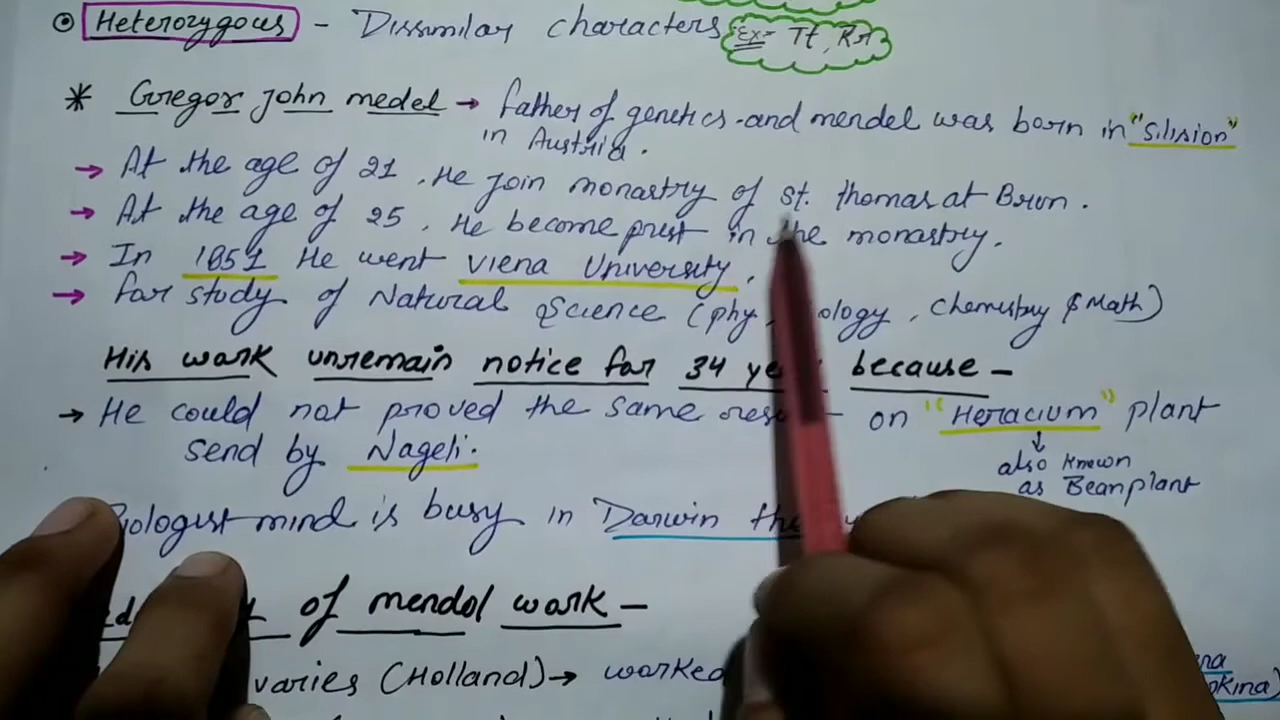 Heterozygous - Dissimilar characters Ex= Tt, Rr
* Gregor John medel → father of genetics and mendel was born in "Silision"
in Austria.
→ At the age of 21, He join monastry of St. thomas at Brun.
→ At the age of 25, He become prest in the monastry.
→ In 1851 He went Viena University,
→ for study of Natural Science (phy, ology, chemistry & Math)
His work unremain notice for 34 ye because -
→ He could not proved the same res on "Heracium" plant
send by Nageli.
also known
as Beanplant
Biologist mind is busy in Darwin the
of mendol work -
varies (Holland) → worked